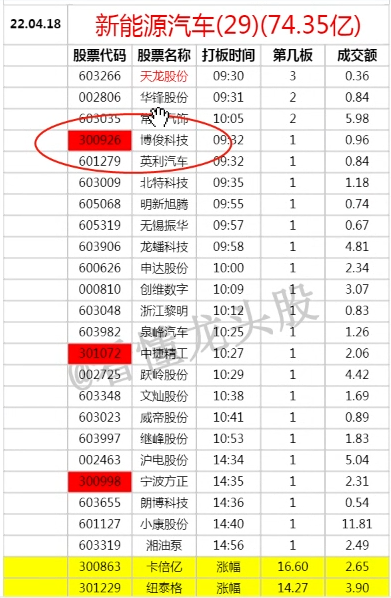 22.04.18 新能源汽车(29)(74.35亿)
股票代码 股票名称 打板时间 第几板 成交额
603266 天龙股份 09:30 3 0.36
002806 华锋股份 09:31 2 0.84
603035 常 汽饰 10:05 2 5.98
300926 博俊科技 09:32 1 0.96
601279 英利汽车 09:32 1 0.84
603009 北特科技 09:35 1 1.18
605068 明新旭腾 09:55 1 0.74
605319 无锡振华 09:57 1 0.67
603906 龙蟠科技 09:58 1 4.81
600626 申达股份 10:00 1 2.34
000810 创维数字 10:09 1 3.07
603048 浙江黎明 10:12 1 0.83
603982 泉峰汽车 10:25 1 1.26
301072 中捷精工 10:27 1 2.06
002725 跃岭股份 10:29 1 4.42
603348 文灿股份 10:38 1 1.69
603023 威帝股份 10:41 1 0.89
603997 继峰股份 10:53 1 1.83
002463 沪电股份 14:34 1 5.04
300998 宁波方正 14:35 1 2.31
603655 朗博科技 14:36 1 0.54
601127 小康股份 14:40 1 11.81
603319 湘油泵 14:56 1 2.49
300863 卡倍亿 涨幅 16.60 2.65
301229 纽泰格 涨幅 14.27 3.90
@看懂龙头股